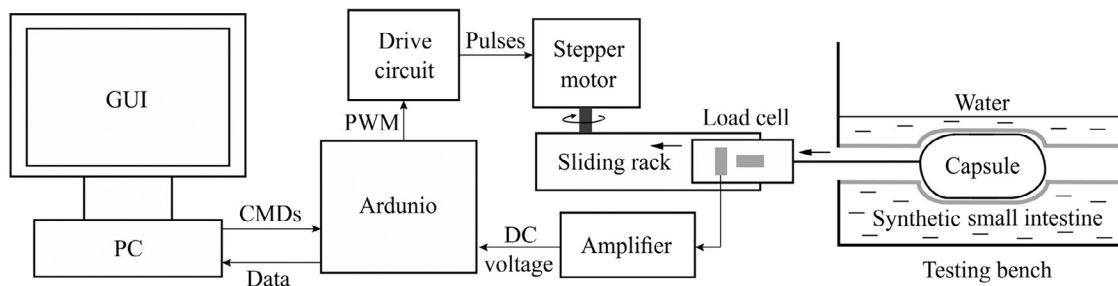 GUI
PC
CMDs
Data
Ardunio
PWM
Drive
circuit
Pulses
Stepper
motor
Sliding rack
Load cell
DC
voltage
Amplifier
Water
Capsule
Synthetic small intestine
Testing bench